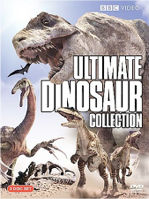 BBC VIDEO
ULTIMATE
DINOSAUR
COLLECTION
DVD